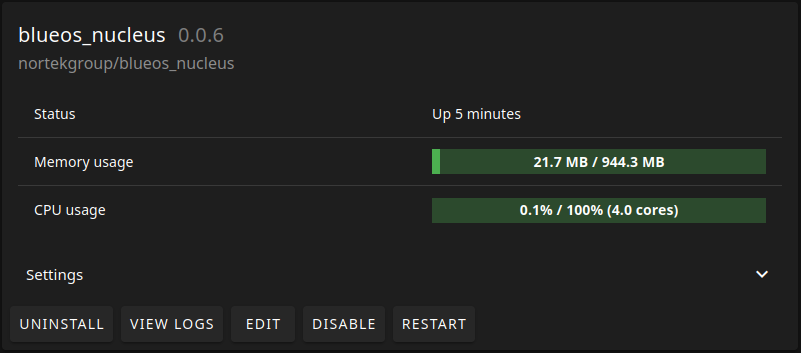 blueos_nucleus 0.0.6
nortekgroup/blueos_nucleus
Status Up 5 minutes
Memory usage 21.7 MB / 944.3 MB
CPU usage 0.1% / 100% (4.0 cores)
Settings
UNINSTALL VIEW LOGS EDIT DISABLE RESTART